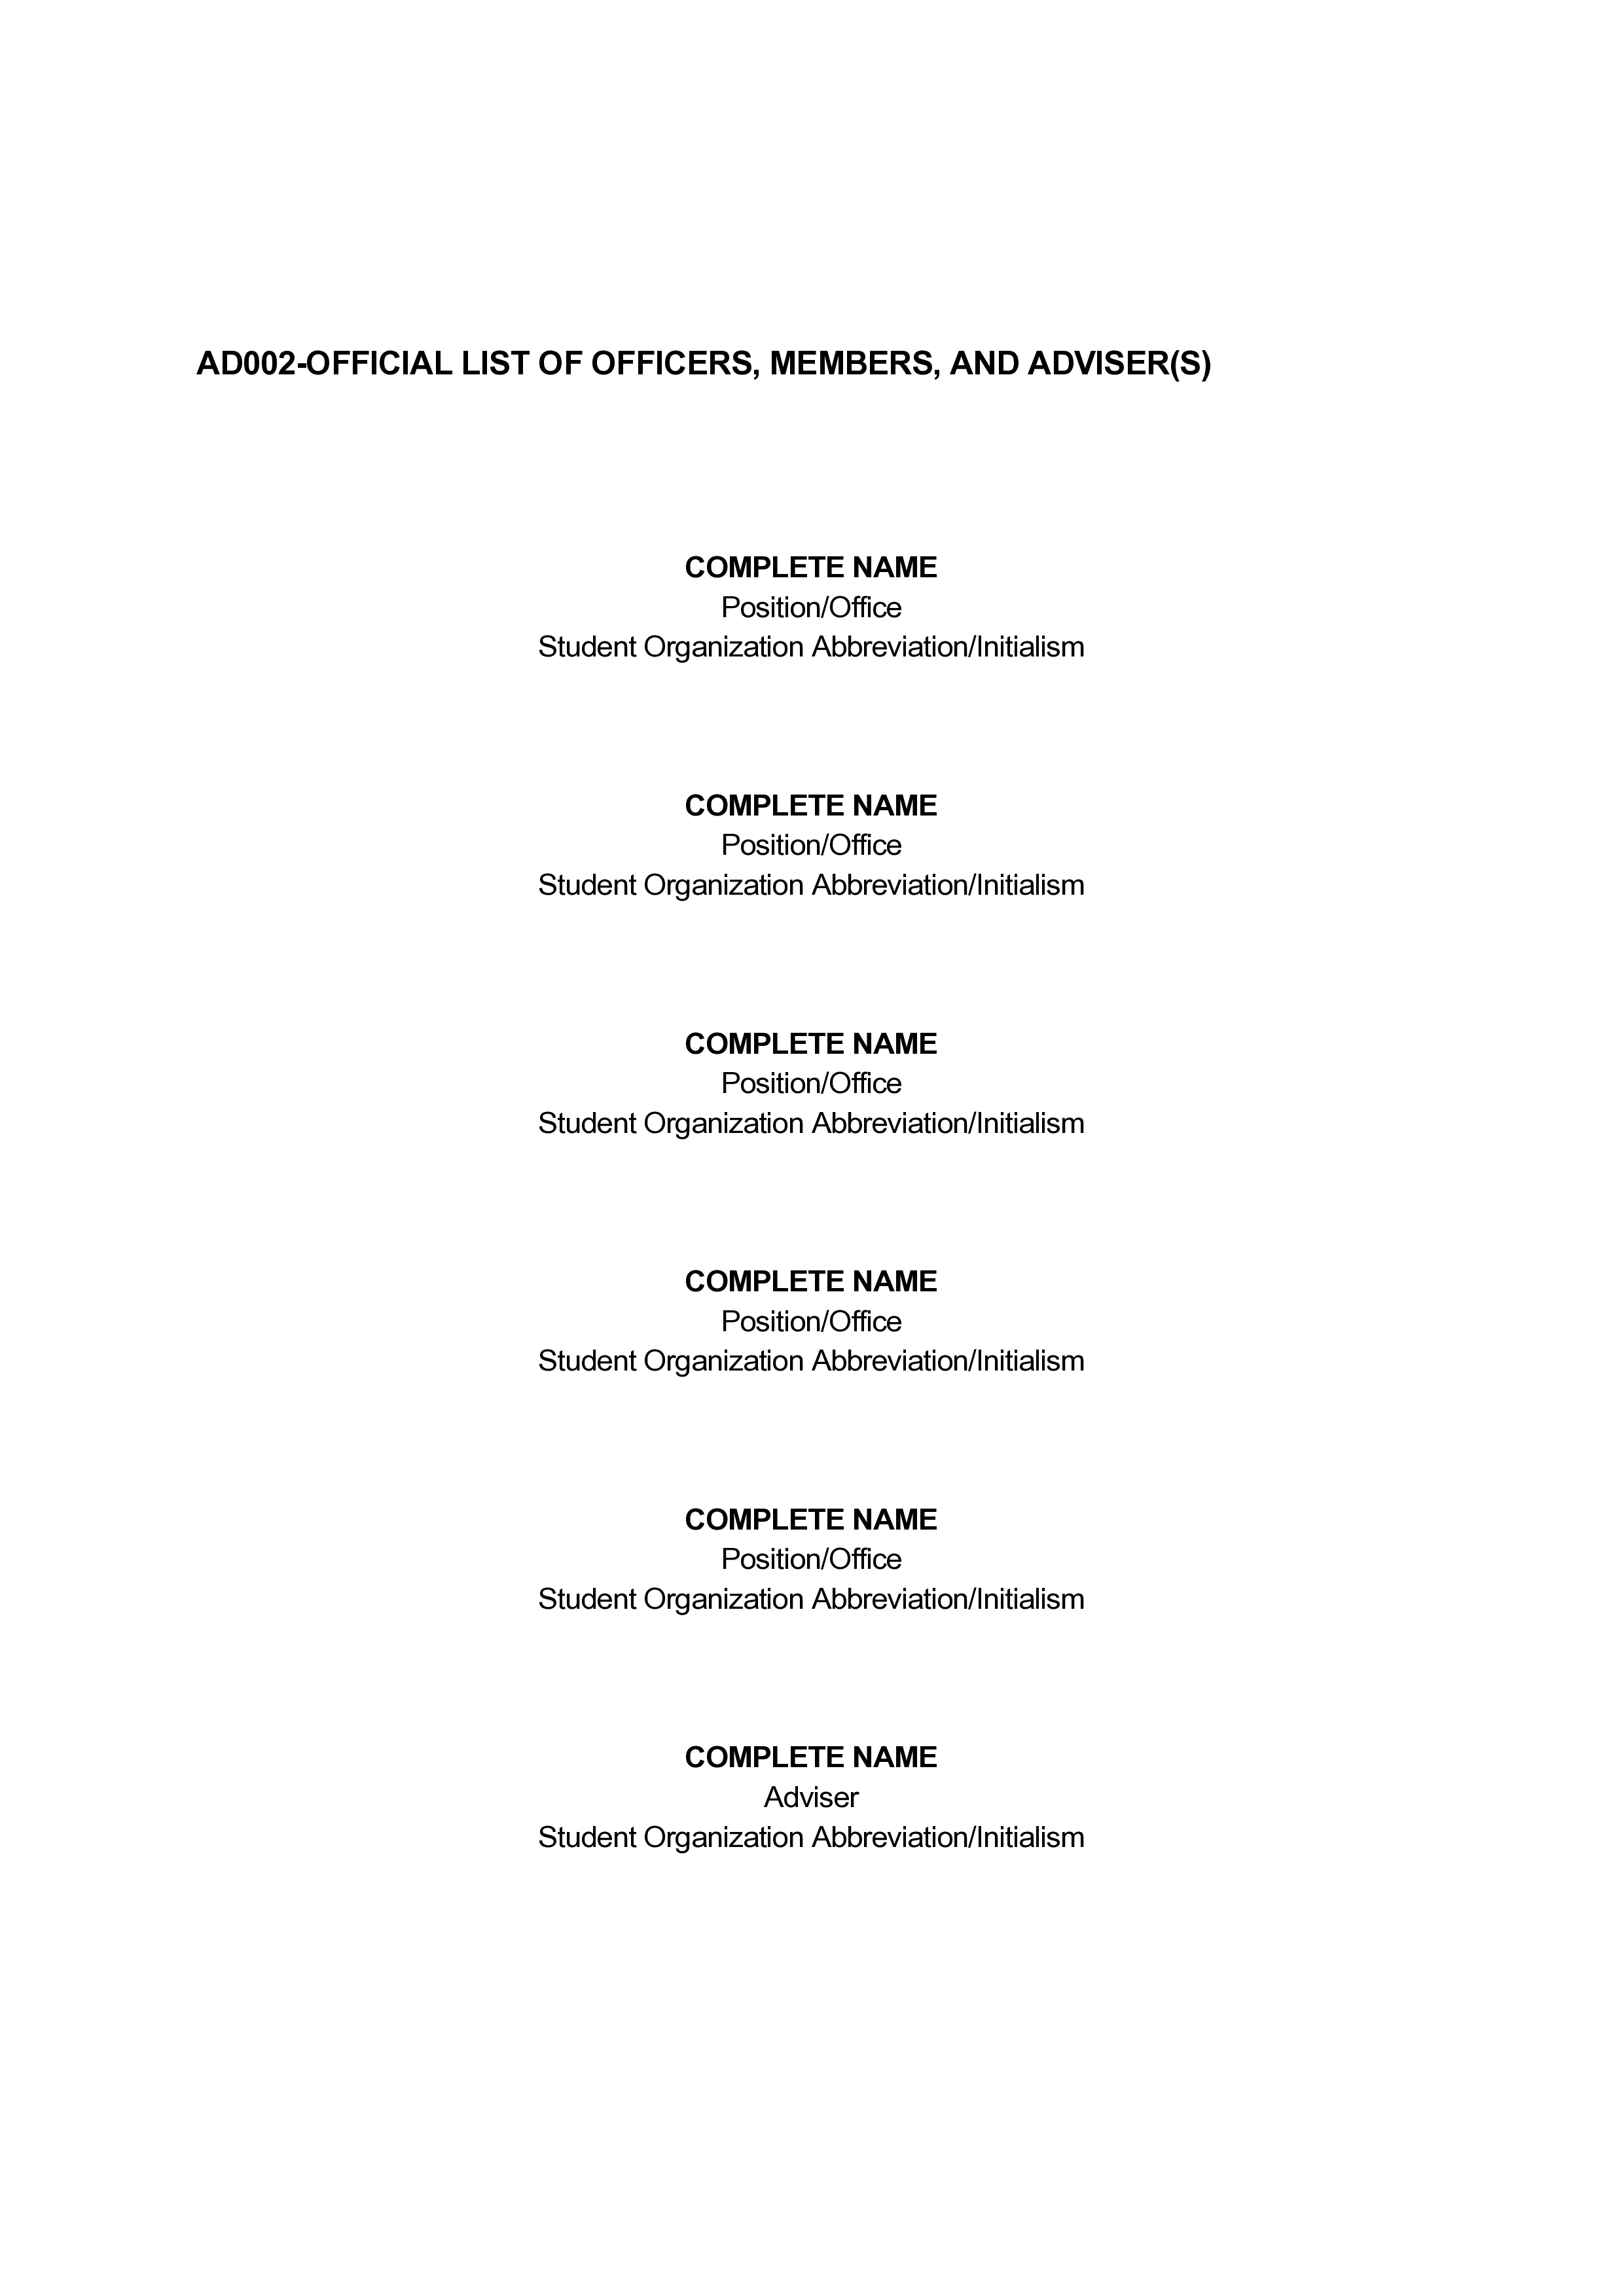 AD002-OFFICIAL LIST OF OFFICERS, MEMBERS, AND ADVISER(S)
COMPLETE NAME
Position/Office
Student Organization Abbreviation/Initialism
COMPLETE NAME
Position/Office
Student Organization Abbreviation/Initialism
COMPLETE NAME
Position/Office
Student Organization Abbreviation/Initialism
COMPLETE NAME
Position/Office
Student Organization Abbreviation/Initialism
COMPLETE NAME
Position/Office
Student Organization Abbreviation/Initialism
COMPLETE NAME
Adviser
Student Organization Abbreviation/Initialism